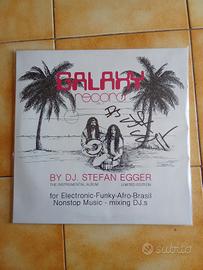 GALAXY
record
BY DJ. STEFAN EGGER
THE INSTRUMENTAL ALBUM LIMITED EDITION
for Electronic-Funky-Afro-Brasil
Nonstop Music - mixing DJ.s
subito